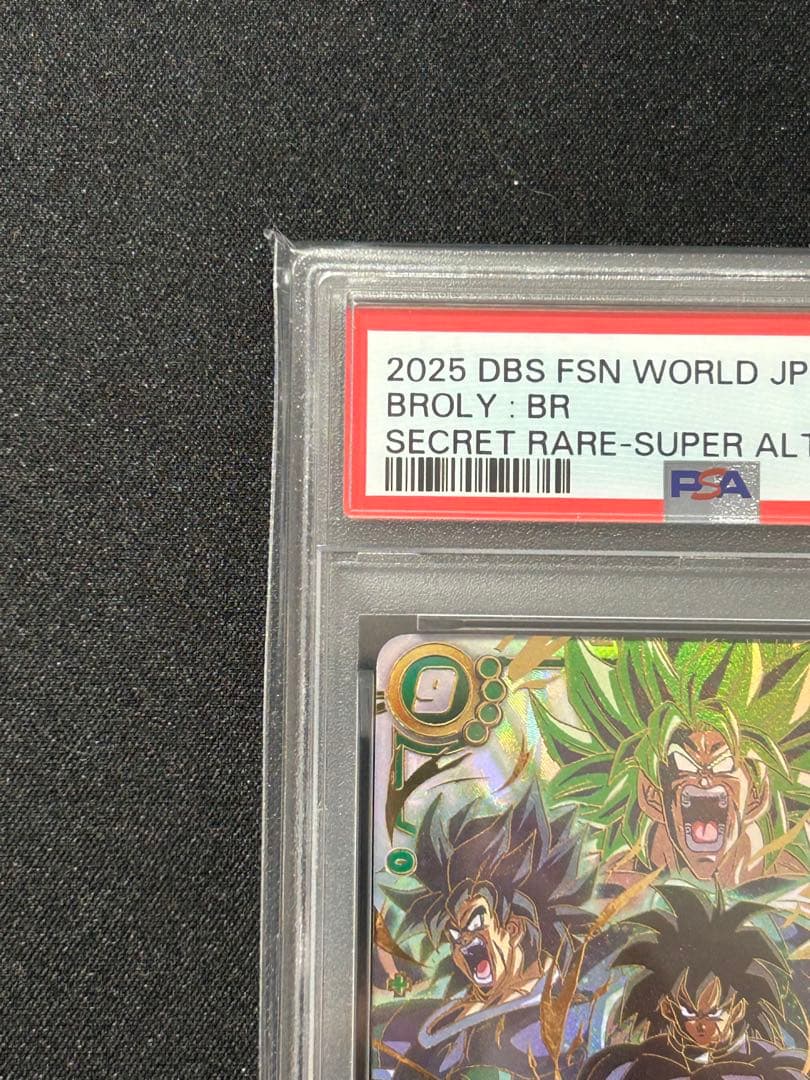 2025 DBS FSN WORLD JP
BROLY : BR
SECRET RARE-SUPER ALT
PSA
9
G